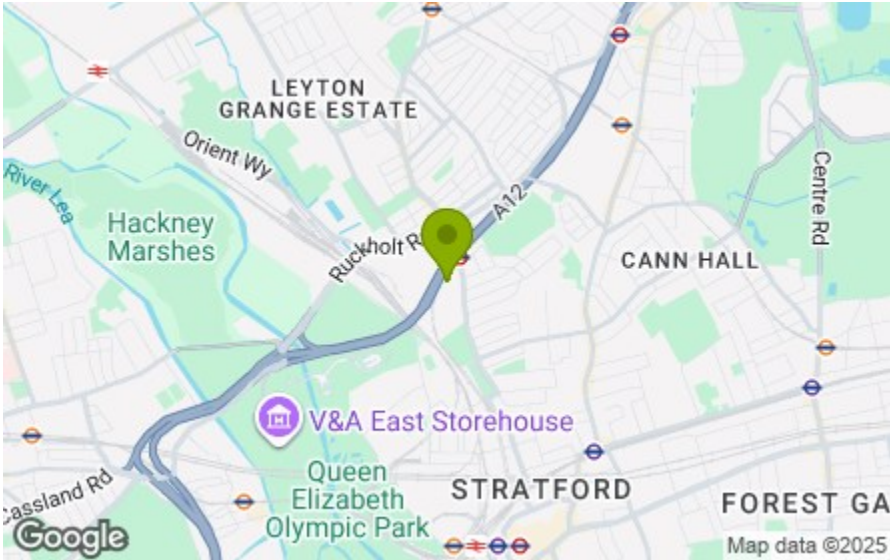 LEYTON
GRANGE ESTATE
Orient Wy
River Lea
Hackney
Marshes
Centre Rd
A12
Ruckholt R
CANN HALL
V&A East Storehouse
Queen
Elizabeth
Olympic Park
STRATFORD
FOREST GA
Cassland Rd
Google
Map data ©2025